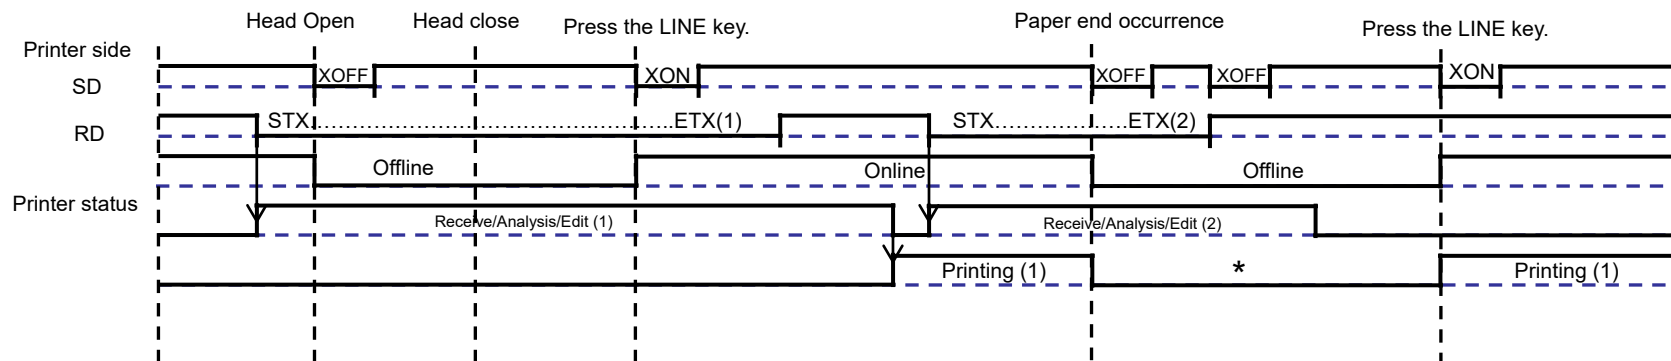 Head Open Head close Press the LINE key. Paper end occurrence Press the LINE key.
Printer side
SD XOFF XON XOFF XOFF XON
RD STX.................................................ETX(1) STX..................ETX(2)
Offline Online Offline
Printer status Receive/Analysis/Edit (1) Receive/Analysis/Edit (2)
Printing (1) * Printing (1)